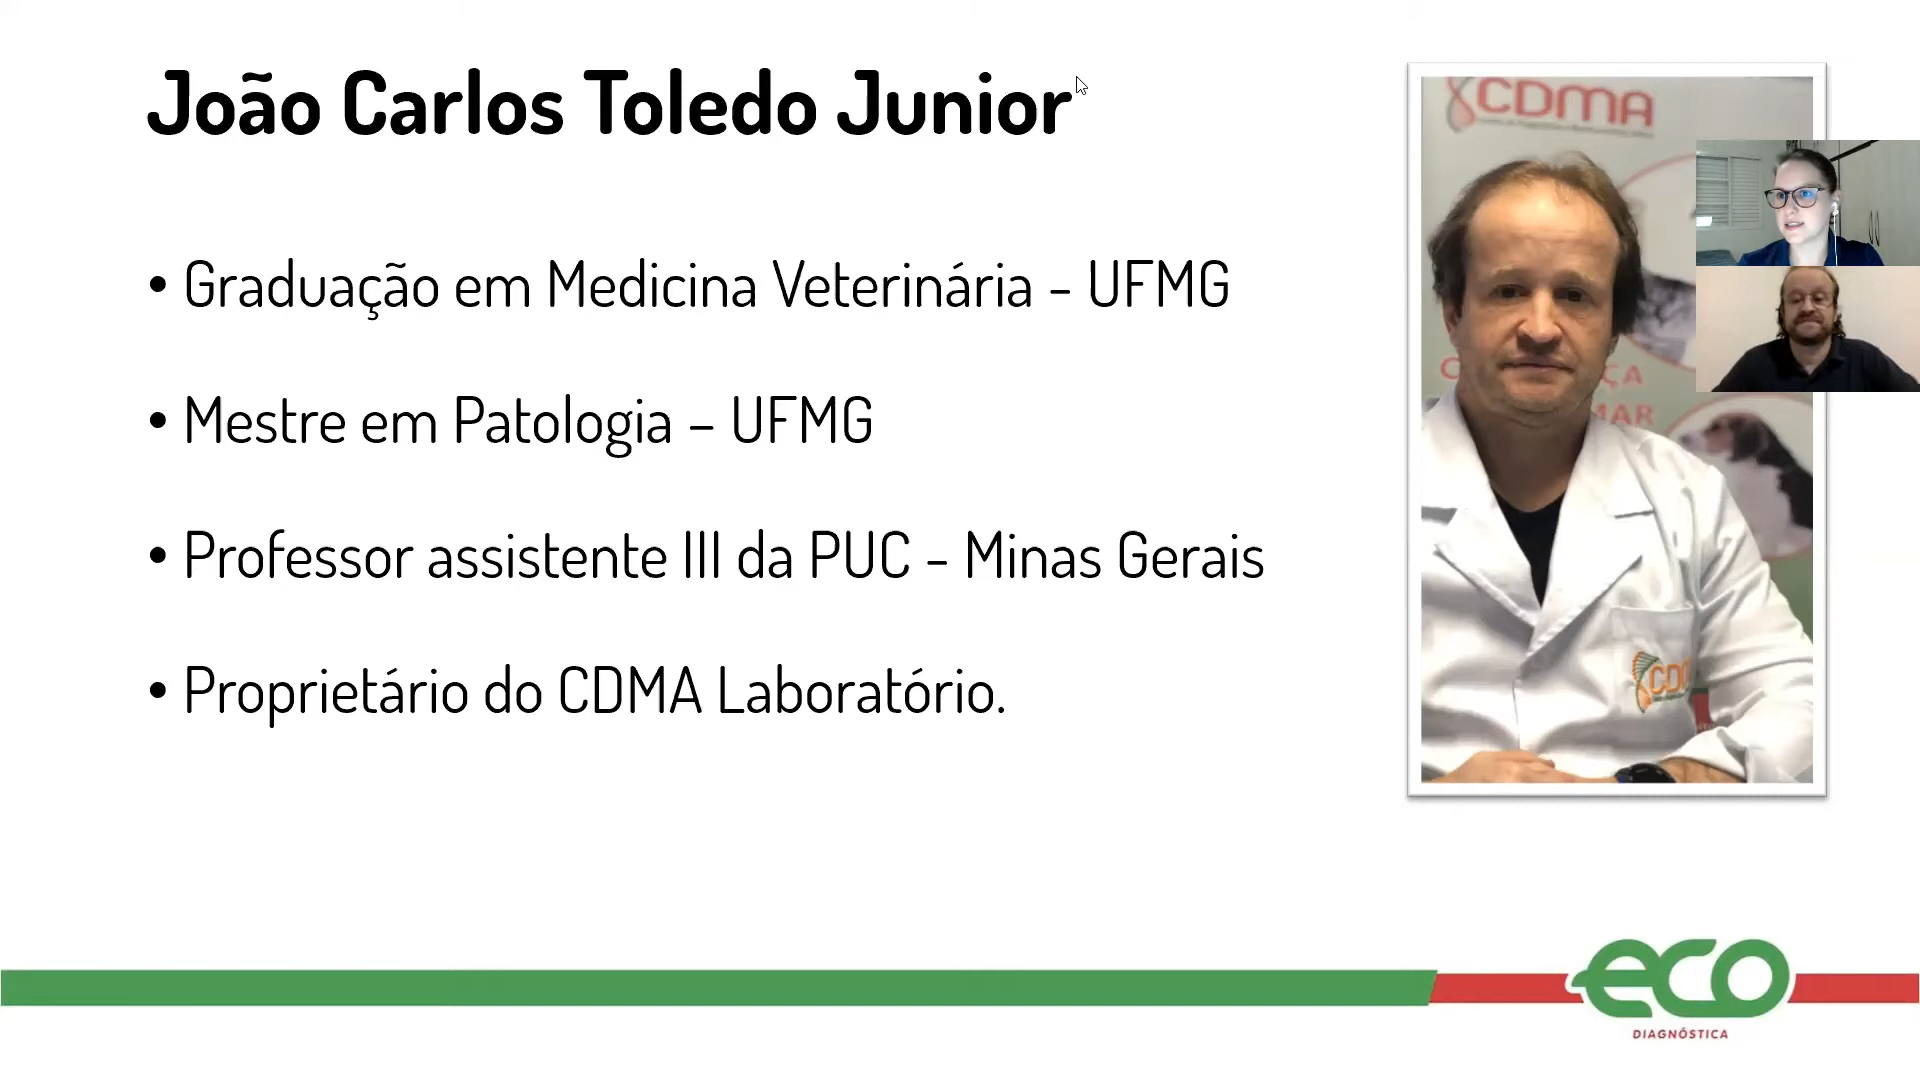 João Carlos Toledo Junior
CDMA
• Graduação em Medicina Veterinária - UFMG
• Mestre em Patologia – UFMG
• Professor assistente III da PUC - Minas Gerais
• Proprietário do CDMA Laboratório.
eco
DIAGNÓSTICA